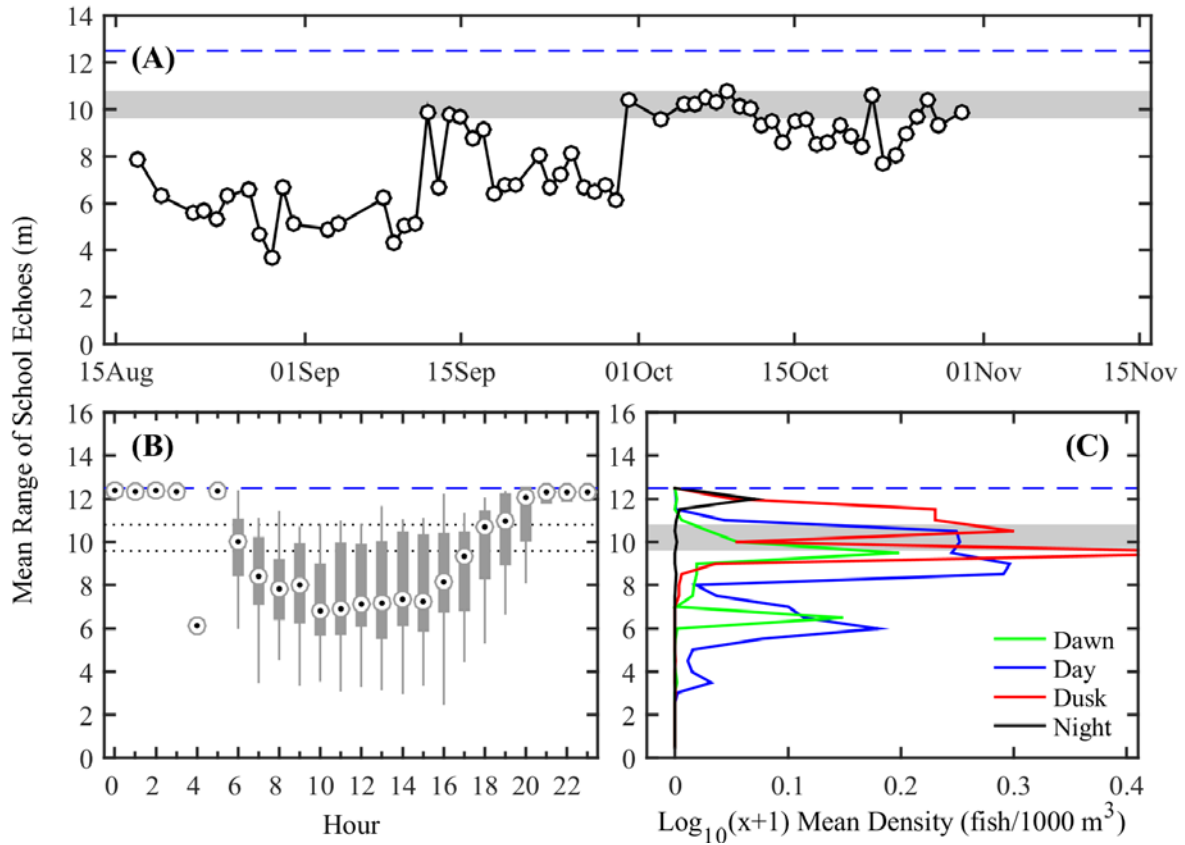 Mean Range of School Echoes (m)
(A)
14
12
10
8
6
4
2
0
15Aug 01Sep 15Sep 01Oct 15Oct 01Nov 15Nov
(B)
16
14
12
10
8
6
4
2
0
0 2 4 6 8 10 12 14 16 18 20 22
Hour
(C)
16
14
12
10
8
6
4
2
0
Dawn
Day
Dusk
Night
0 0.1 0.2 0.3 0.4
Log₁₀(x+1) Mean Density (fish/1000 m³)